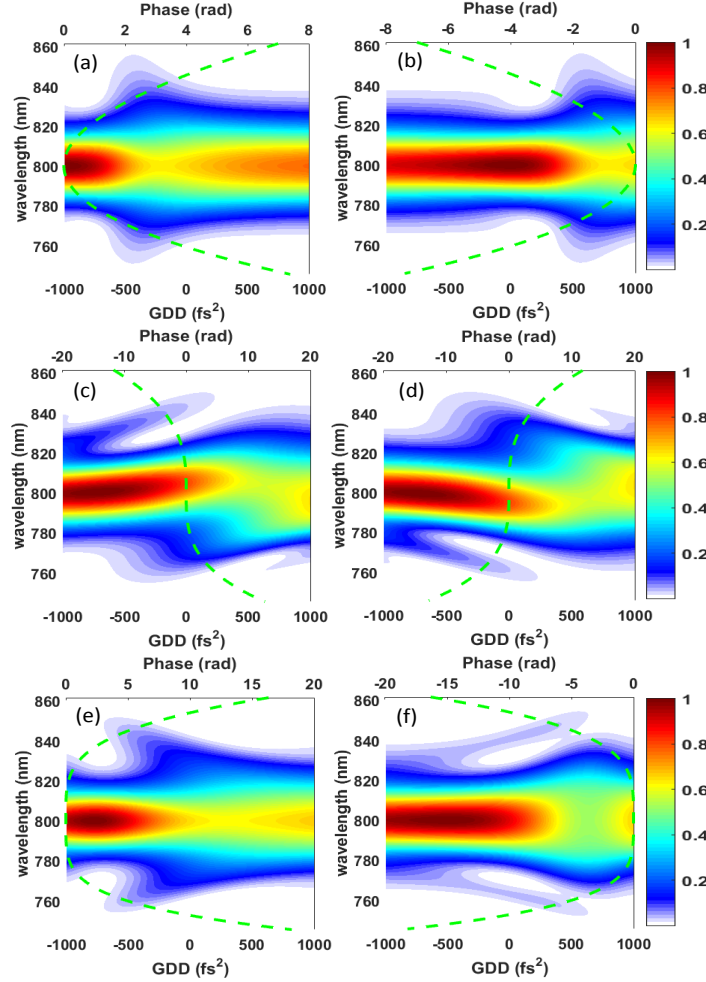 Phase (rad)
0 2 4 6 8
860
840
820
800
780
760
wavelength (nm)
(a)
-1000 -500 0 500 1000
GDD (fs²)
Phase (rad)
-8 -6 -4 -2 0
860
840
820
800
780
760
wavelength (nm)
(b)
-1000 -500 0 500 1000
GDD (fs²)
1
0.8
0.6
0.4
0.2
Phase (rad)
-20 -10 0 10 20
860
840
820
800
780
760
wavelength (nm)
(c)
-1000 -500 0 500 1000
GDD (fs²)
Phase (rad)
-20 -10 0 10 20
860
840
820
800
780
760
wavelength (nm)
(d)
-1000 -500 0 500 1000
GDD (fs²)
1
0.8
0.6
0.4
0.2
Phase (rad)
0 5 10 15 20
860
840
820
800
780
760
wavelength (nm)
(e)
-1000 -500 0 500 1000
GDD (fs²)
Phase (rad)
-20 -15 -10 -5 0
860
840
820
800
780
760
wavelength (nm)
(f)
-1000 -500 0 500 1000
GDD (fs²)
1
0.8
0.6
0.4
0.2